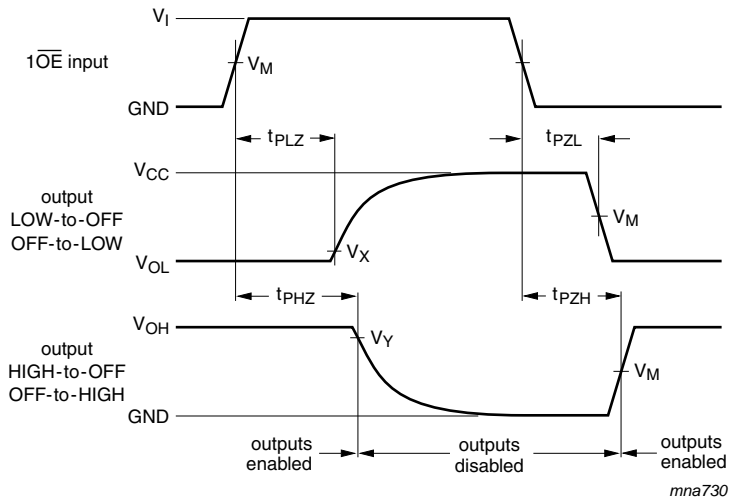 V_I
1O̅E̅ input
V_M
GND
t_PLZ
t_PZL
V_CC
output
LOW-to-OFF
OFF-to-LOW
V_M
V_X
V_OL
t_PHZ
t_PZH
V_OH
V_Y
output
HIGH-to-OFF
OFF-to-HIGH
V_M
GND
outputs
enabled
outputs
disabled
outputs
enabled
mna730